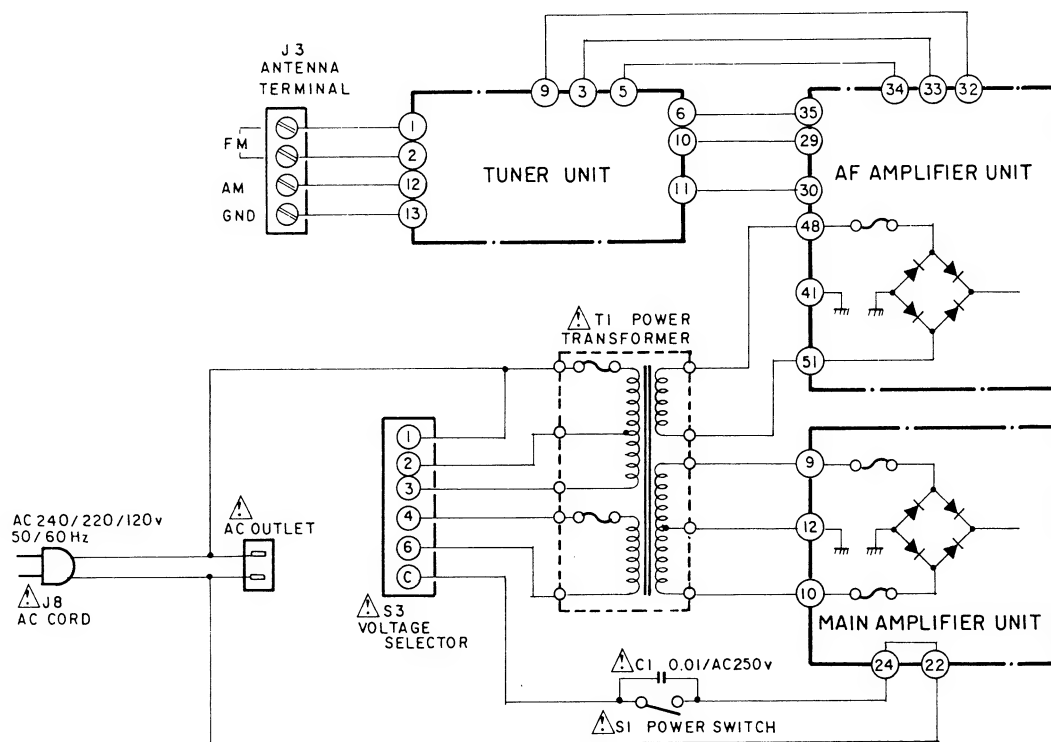 J3
ANTENNA
TERMINAL
FM
AM
GND
1
2
12
13
9 3 5
6
10
11
TUNER UNIT
34 33 32
35
29
30
48
41
51
AF AMPLIFIER UNIT
⚠ T1 POWER
TRANSFORMER
1
2
3
4
6
C
⚠ S3
VOLTAGE
SELECTOR
AC 240/220/120v
50/60 Hz
⚠ J8
AC CORD
⚠
AC OUTLET
9
12
10
MAIN AMPLIFIER UNIT
24 22
⚠ C1 0.01/AC250v
⚠ S1 POWER SWITCH